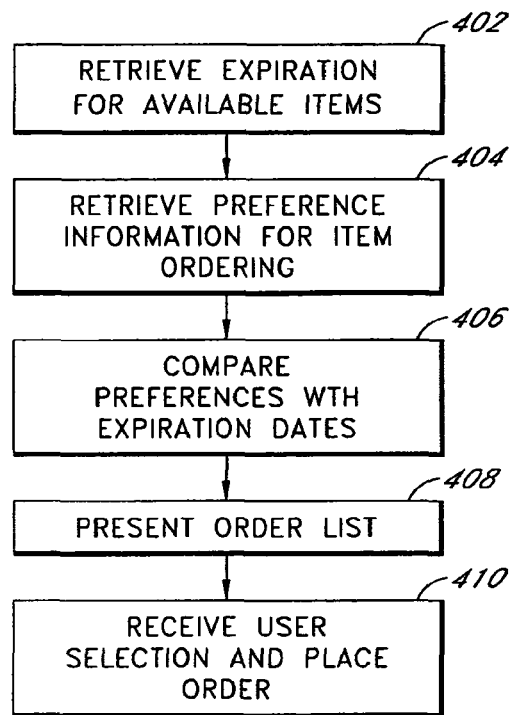 402
RETRIEVE EXPIRATION
FOR AVAILABLE ITEMS
404
RETRIEVE PREFERENCE
INFORMATION FOR ITEM
ORDERING
406
COMPARE
PREFERENCES WTH
EXPIRATION DATES
408
PRESENT ORDER LIST
410
RECEIVE USER
SELECTION AND PLACE
ORDER